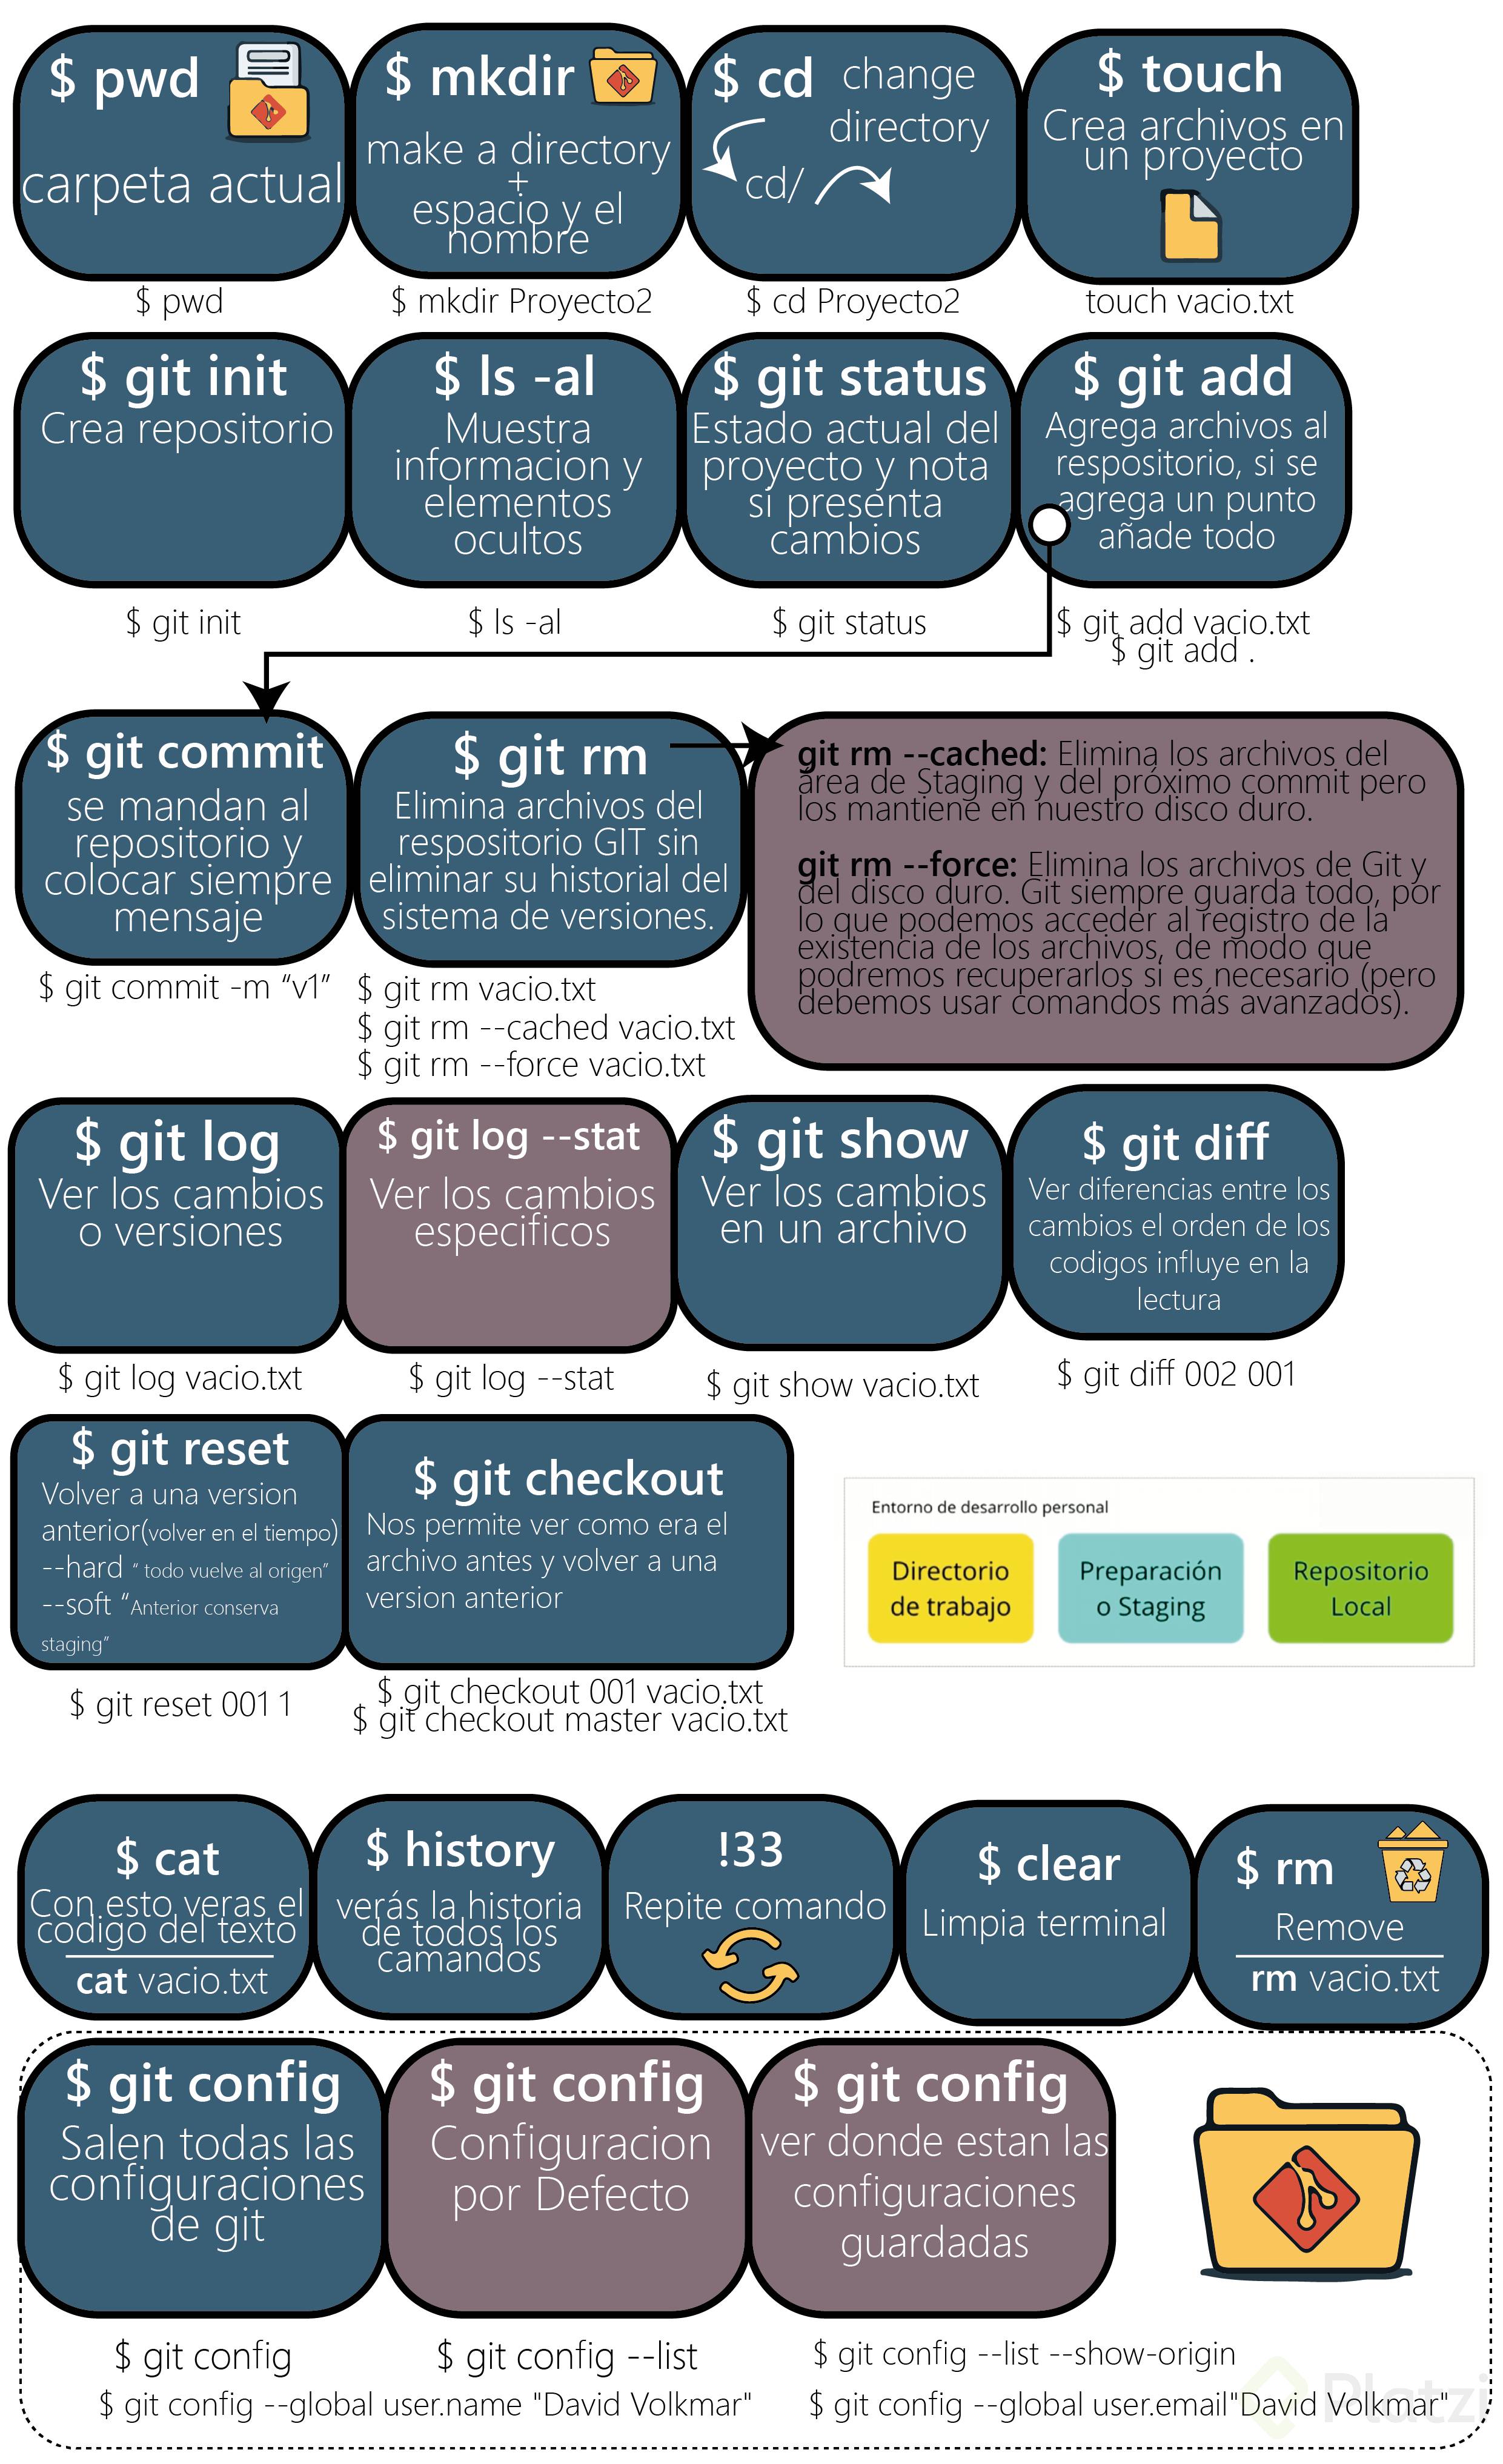 $ pwd
carpeta actual
$ mkdir
make a directory
+
espacio y el
nombre
$ cd change
directory
cd/
$ touch
Crea archivos en
un proyecto
$ pwd
$ mkdir Proyecto2
$ cd Proyecto2
touch vacio.txt
$ git init
Crea repositorio
$ ls -al
Muestra
informacion y
elementos
ocultos
$ git status
Estado actual del
proyecto y nota
si presenta
cambios
$ git add
Agrega archivos al
respositorio, si se
agrega un punto
añade todo
$ git init
$ ls -al
$ git status
$ git add vacio.txt
$ git add .
$ git commit
se mandan al
repositorio y
colocar siempre
mensaje
$ git rm
Elimina archivos del
respositorio GIT sin
eliminar su historial del
sistema de versiones.
git rm --cached: Elimina los archivos del
área de Staging y del próximo commit pero
los mantiene en nuestro disco duro.
git rm --force: Elimina los archivos de Git y
del disco duro. Git siempre guarda todo, por
lo que podemos acceder al registro de la
existencia de los archivos, de modo que
podremos recuperarlos si es necesario (pero
debemos usar comandos más avanzados).
$ git commit -m “v1”
$ git rm vacio.txt
$ git rm --cached vacio.txt
$ git rm --force vacio.txt
$ git log
Ver los cambios
o versiones
$ git log --stat
Ver los cambios
especificos
$ git show
Ver los cambios
en un archivo
$ git diff
Ver diferencias entre los
cambios el orden de los
codigos influye en la
lectura
$ git log vacio.txt
$ git log --stat
$ git show vacio.txt
$ git diff 002 001
$ git reset
Volver a una version
anterior(volver en el tiempo)
--hard “ todo vuelve al origen”
--soft “Anterior conserva
staging”
$ git checkout
Nos permite ver como era el
archivo antes y volver a una
version anterior
Entorno de desarrollo personal
Directorio
de trabajo
Preparación
o Staging
Repositorio
Local
$ git reset 001 1
$ git checkout 001 vacio.txt
$ git checkout master vacio.txt
$ cat
Con esto veras el
codigo del texto
cat vacio.txt
$ history
verás la historia
de todos los
camandos
!33
Repite comando
$ clear
Limpia terminal
$ rm
Remove
rm vacio.txt
$ git config
Salen todas las
configuraciones
de git
$ git config
Configuracion
por Defecto
$ git config
ver donde estan las
configuraciones
guardadas
$ git config
$ git config --list
$ git config --list --show-origin
$ git config --global user.name "David Volkmar"
$ git config --global user.email"David Volkmar"
Platzi